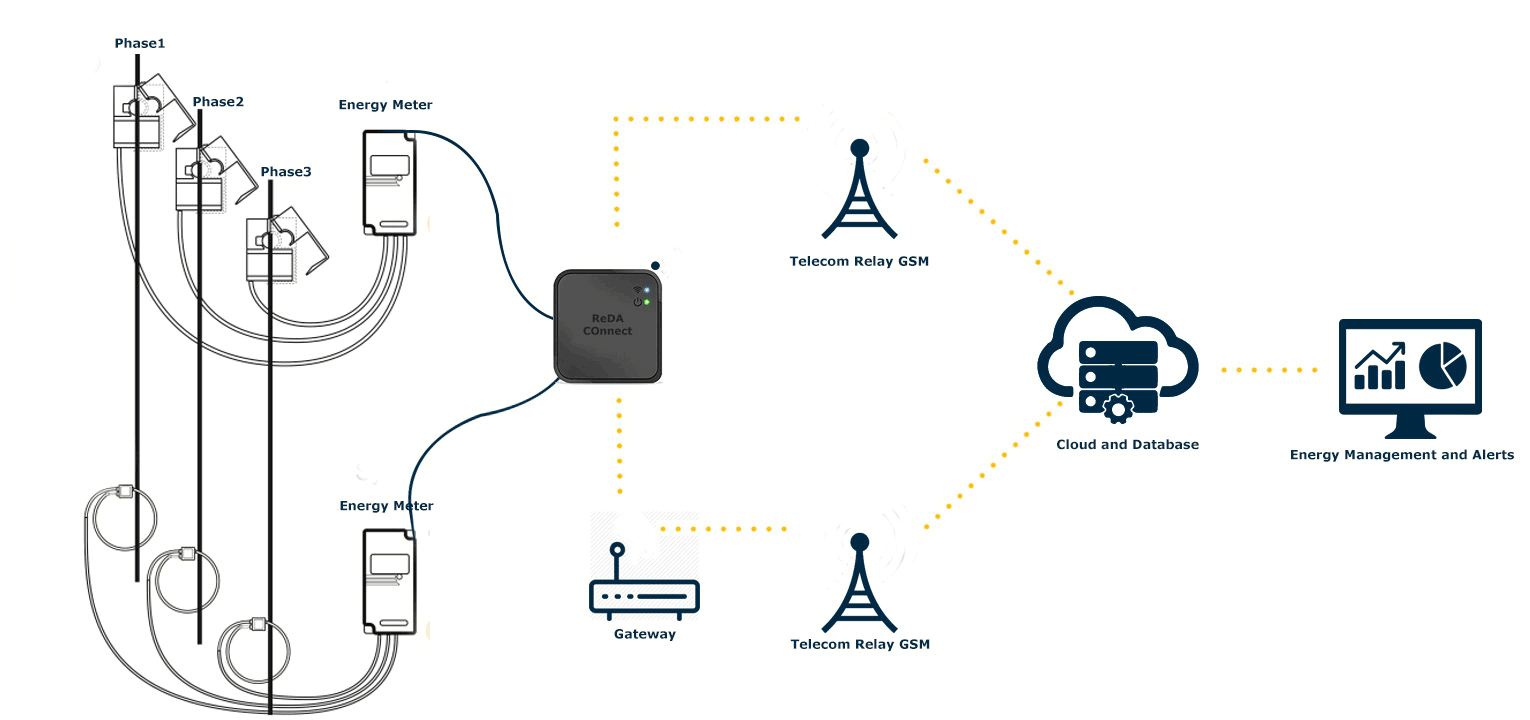 Phase1
Phase2
Phase3
Energy Meter
Telecom Relay GSM
ReDA
COnnect
Cloud and Database
Energy Management and Alerts
Energy Meter
Gateway
Telecom Relay GSM